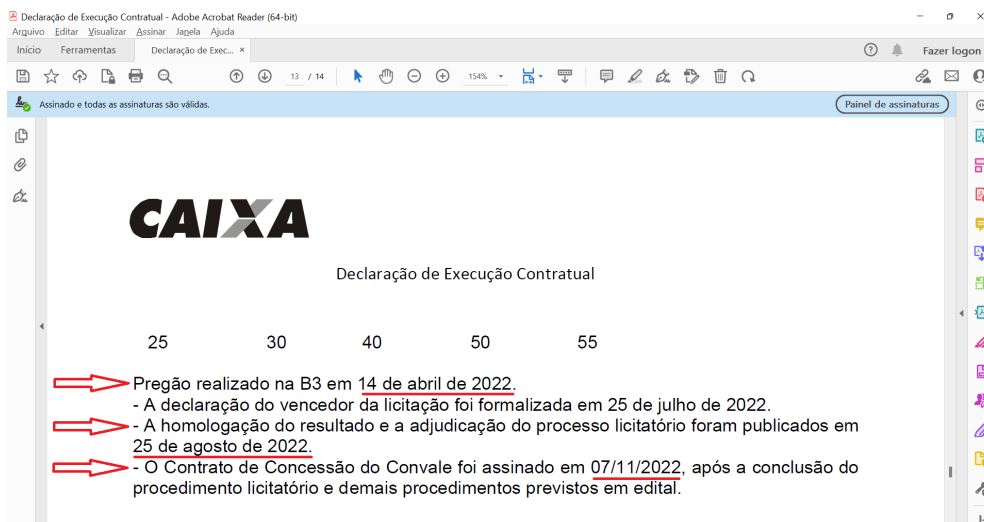 Declaração de Execução Contratual - Adobe Acrobat Reader (64-bit)
Arquivo Editar Visualizar Assinar Janela Ajuda
Início Ferramentas Declaração de Exec... × Fazer logon
13 / 14 154%
Assinado e todas as assinaturas são válidas. Painel de assinaturas
CAIXA
Declaração de Execução Contratual
25 30 40 50 55
Pregão realizado na B3 em 14 de abril de 2022.
- A declaração do vencedor da licitação foi formalizada em 25 de julho de 2022.
- A homologação do resultado e a adjudicação do processo licitatório foram publicados em
25 de agosto de 2022.
- O Contrato de Concessão do Convale foi assinado em 07/11/2022, após a conclusão do
procedimento licitatório e demais procedimentos previstos em edital.